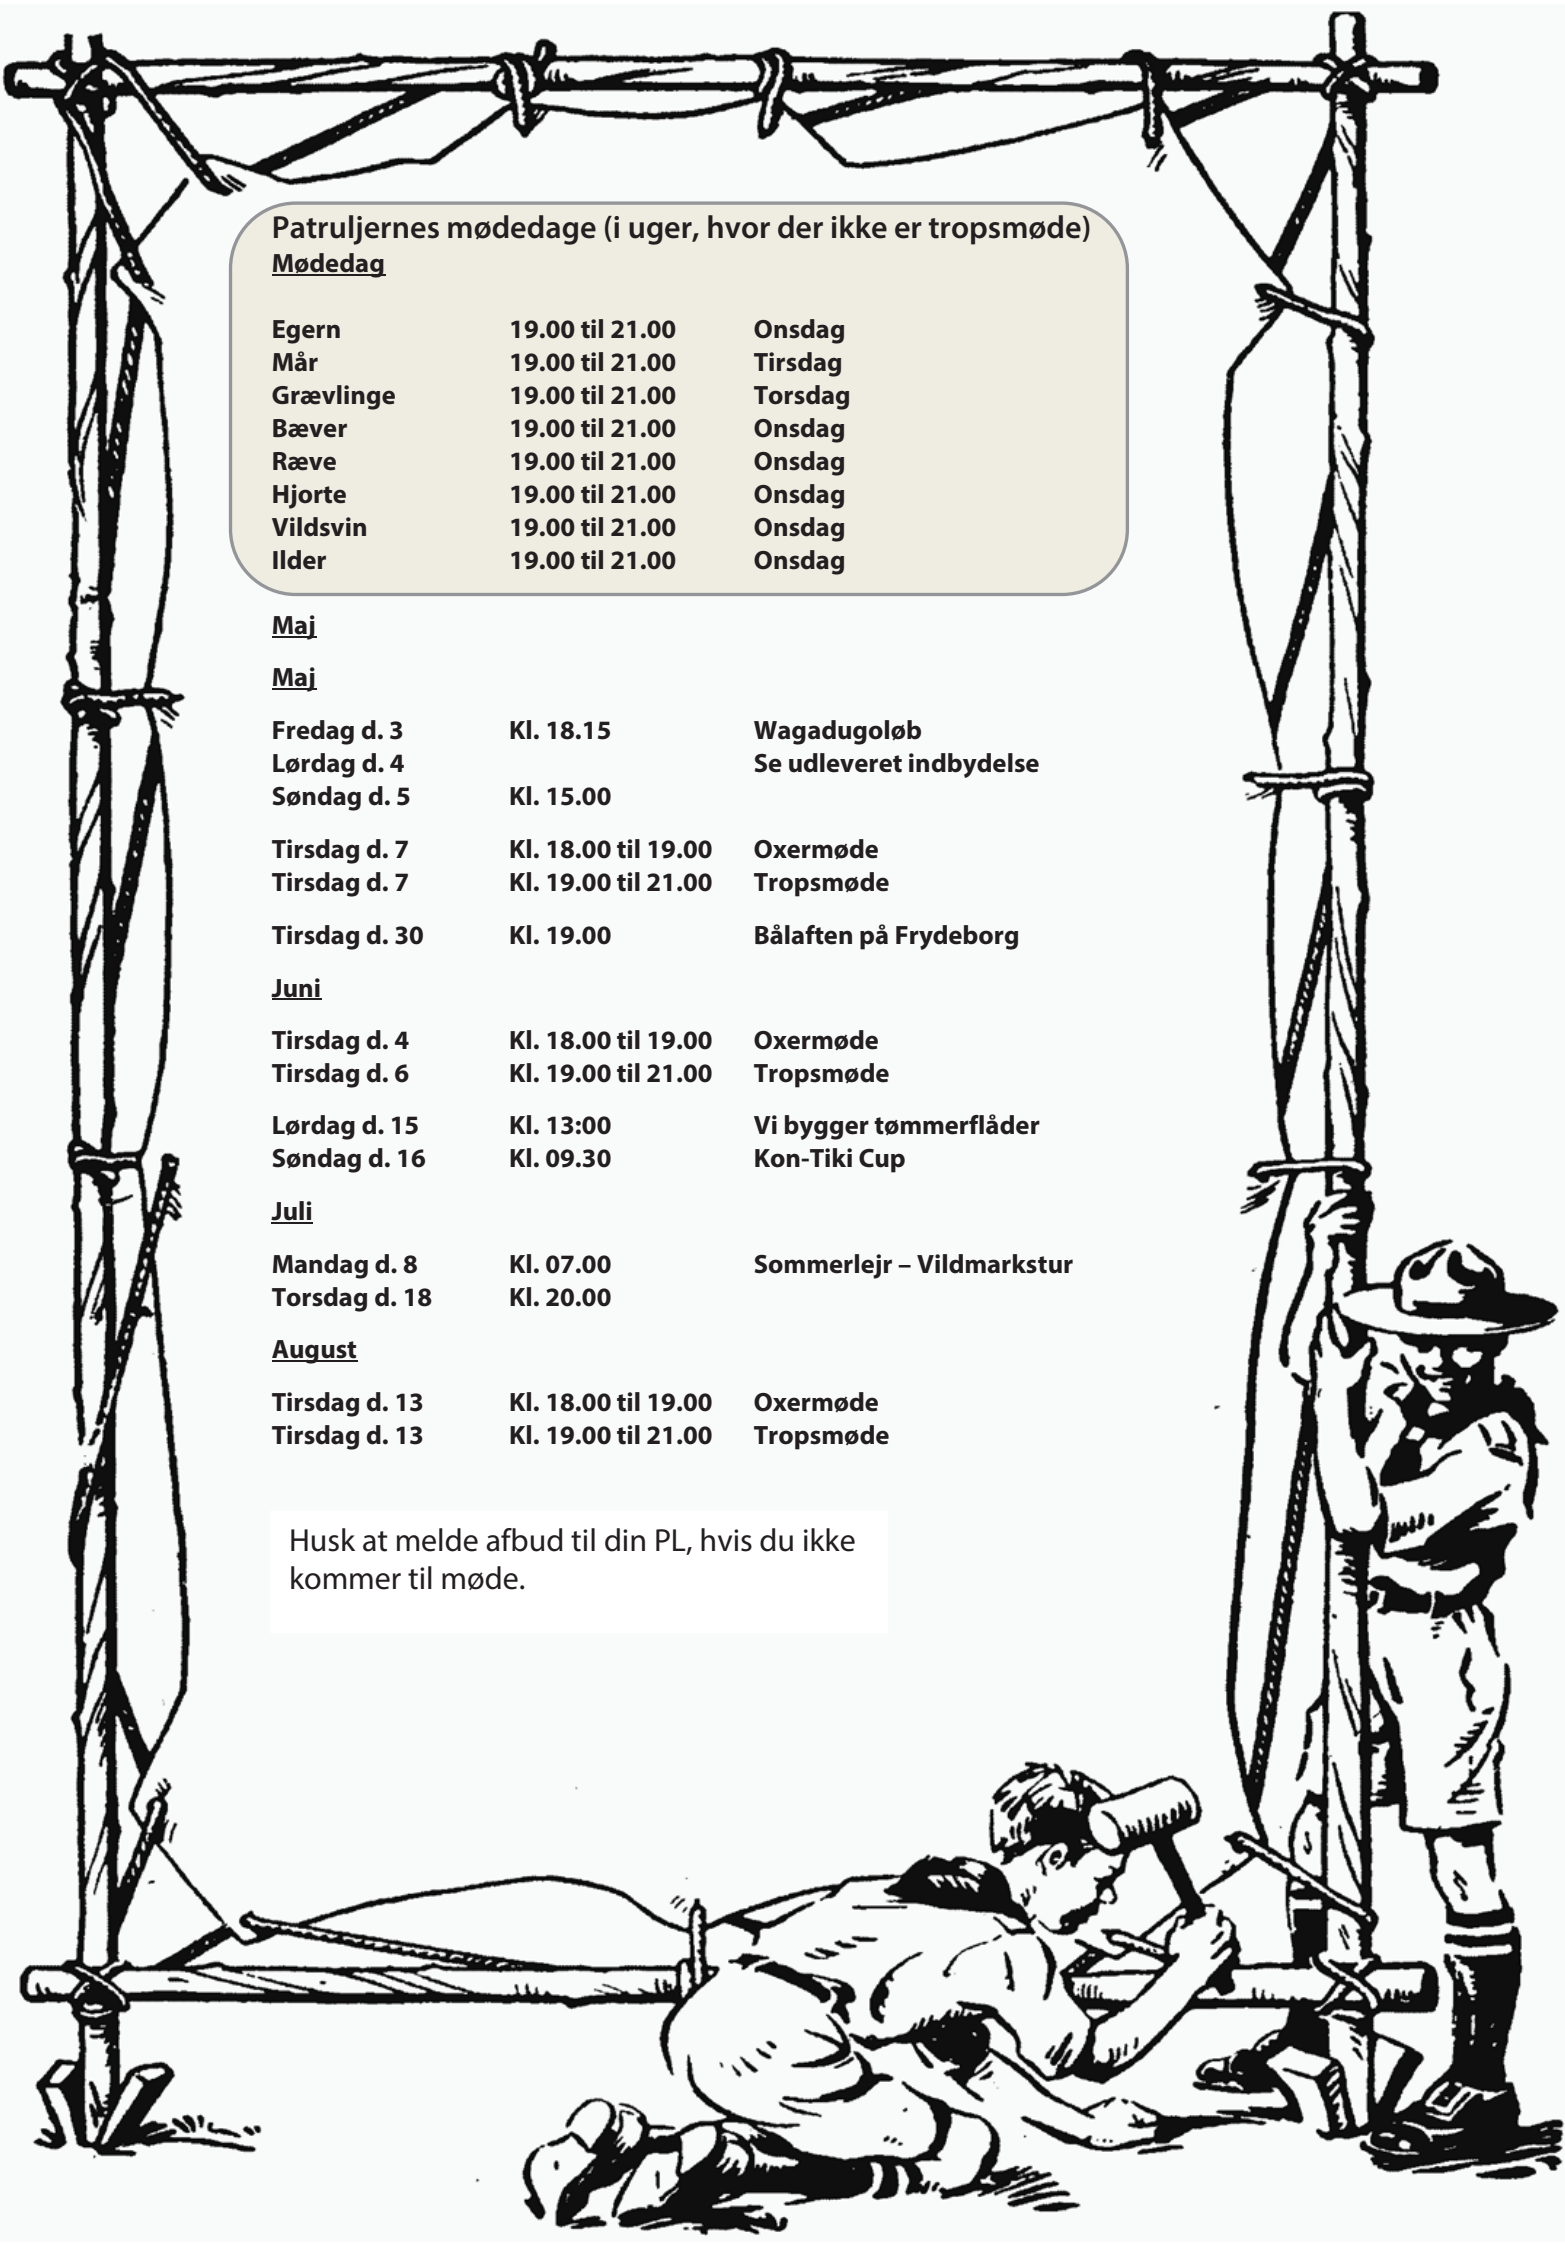 Patruljernes mødedage (i uger, hvor der ikke er tropsmøde)
Mødedag
Egern 19.00 til 21.00 Onsdag
Mår 19.00 til 21.00 Tirsdag
Grævlinge 19.00 til 21.00 Torsdag
Bæver 19.00 til 21.00 Onsdag
Ræve 19.00 til 21.00 Onsdag
Hjorte 19.00 til 21.00 Onsdag
Vildsvin 19.00 til 21.00 Onsdag
Ilder 19.00 til 21.00 Onsdag
Maj
Maj
Fredag d. 3 Kl. 18.15 Wagadugoløb
Lørdag d. 4 Se udleveret indbydelse
Søndag d. 5 Kl. 15.00
Tirsdag d. 7 Kl. 18.00 til 19.00 Oxermøde
Tirsdag d. 7 Kl. 19.00 til 21.00 Tropsmøde
Tirsdag d. 30 Kl. 19.00 Bålaften på Frydeborg
Juni
Tirsdag d. 4 Kl. 18.00 til 19.00 Oxermøde
Tirsdag d. 6 Kl. 19.00 til 21.00 Tropsmøde
Lørdag d. 15 Kl. 13:00 Vi bygger tømmerflåder
Søndag d. 16 Kl. 09.30 Kon-Tiki Cup
Juli
Mandag d. 8 Kl. 07.00 Sommerlejr – Vildmarkstur
Torsdag d. 18 Kl. 20.00
August
Tirsdag d. 13 Kl. 18.00 til 19.00 Oxermøde
Tirsdag d. 13 Kl. 19.00 til 21.00 Tropsmøde
Husk at melde afbud til din PL, hvis du ikke
kommer til møde.